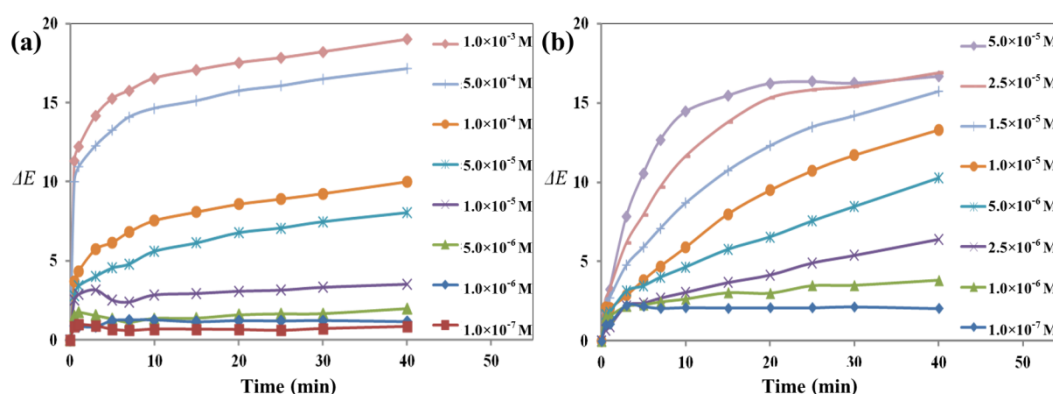 (a)
20
15
10
5
0
ΔE
0 10 20 30 40 50
Time (min)
1.0×10⁻³ M
5.0×10⁻⁴ M
1.0×10⁻⁴ M
5.0×10⁻⁵ M
1.0×10⁻⁵ M
5.0×10⁻⁶ M
1.0×10⁻⁶ M
1.0×10⁻⁷ M
(b)
20
15
10
5
0
ΔE
0 10 20 30 40 50
Time (min)
5.0×10⁻⁵ M
2.5×10⁻⁵ M
1.5×10⁻⁵ M
1.0×10⁻⁵ M
5.0×10⁻⁶ M
2.5×10⁻⁶ M
1.0×10⁻⁶ M
1.0×10⁻⁷ M